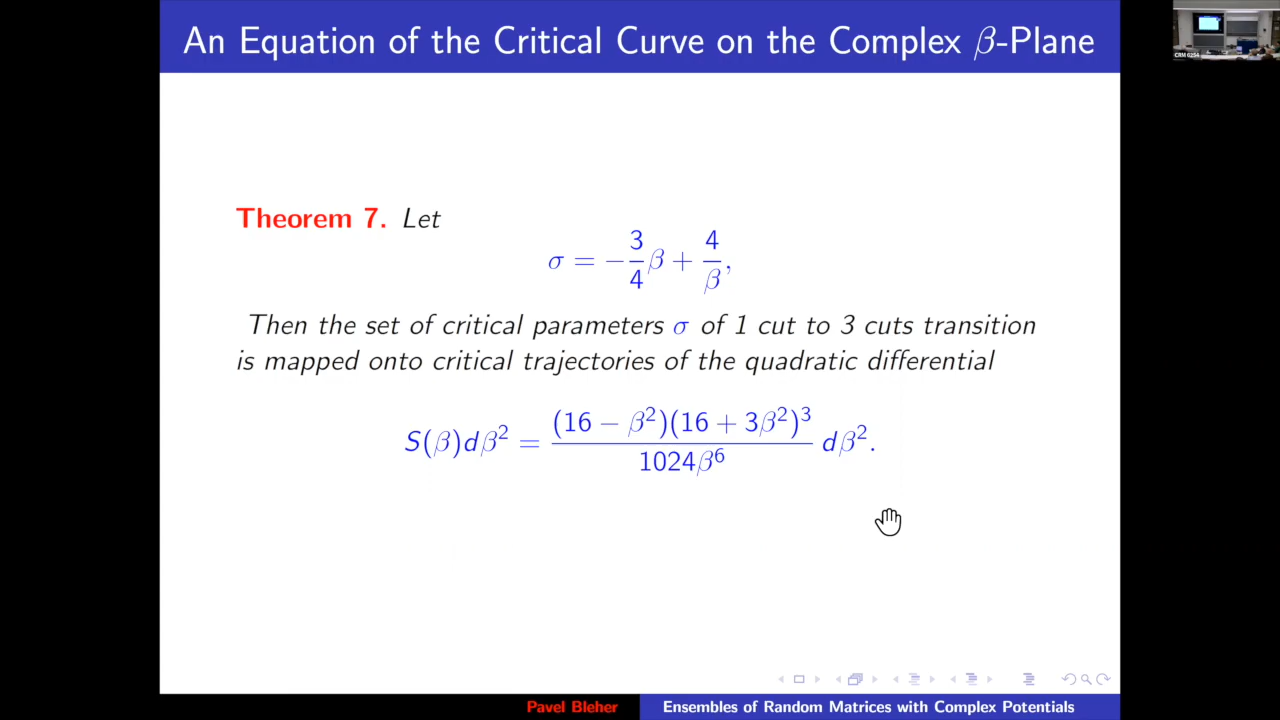 An Equation of the Critical Curve on the Complex β-Plane
CRM 6254
Theorem 7. Let
σ = −3/4 β + 4/β,
Then the set of critical parameters σ of 1 cut to 3 cuts transition
is mapped onto critical trajectories of the quadratic differential
S(β)dβ² = (16 − β²)(16 + 3β²)³ / 1024β⁶ dβ².
Pavel Bleher
Ensembles of Random Matrices with Complex Potentials